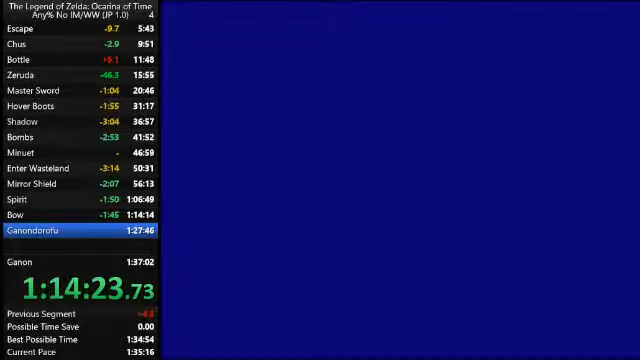 The Legend of Zelda: Ocarina of Time
Any% No IM/WW (JP 1.0) 4
Escape -9.7 5:43
Chus -2.9 9:51
Bottle +5.1 11:48
Zeruda -46.3 15:55
Master Sword -1:04 20:46
Hover Boots -1:55 31:17
Shadow -3:04 36:57
Bombs -2:53 41:52
Minuet - 46:59
Enter Wasteland -3:14 50:31
Mirror Shield -2:07 56:13
Spirit -1:50 1:06:49
Bow -1:45 1:14:14
Ganondorofu 1:27:46
Ganon 1:37:02
1:14:23.73
Previous Segment
Possible Time Save 0.00
Best Possible Time 1:34:54
Current Pace 1:35:16